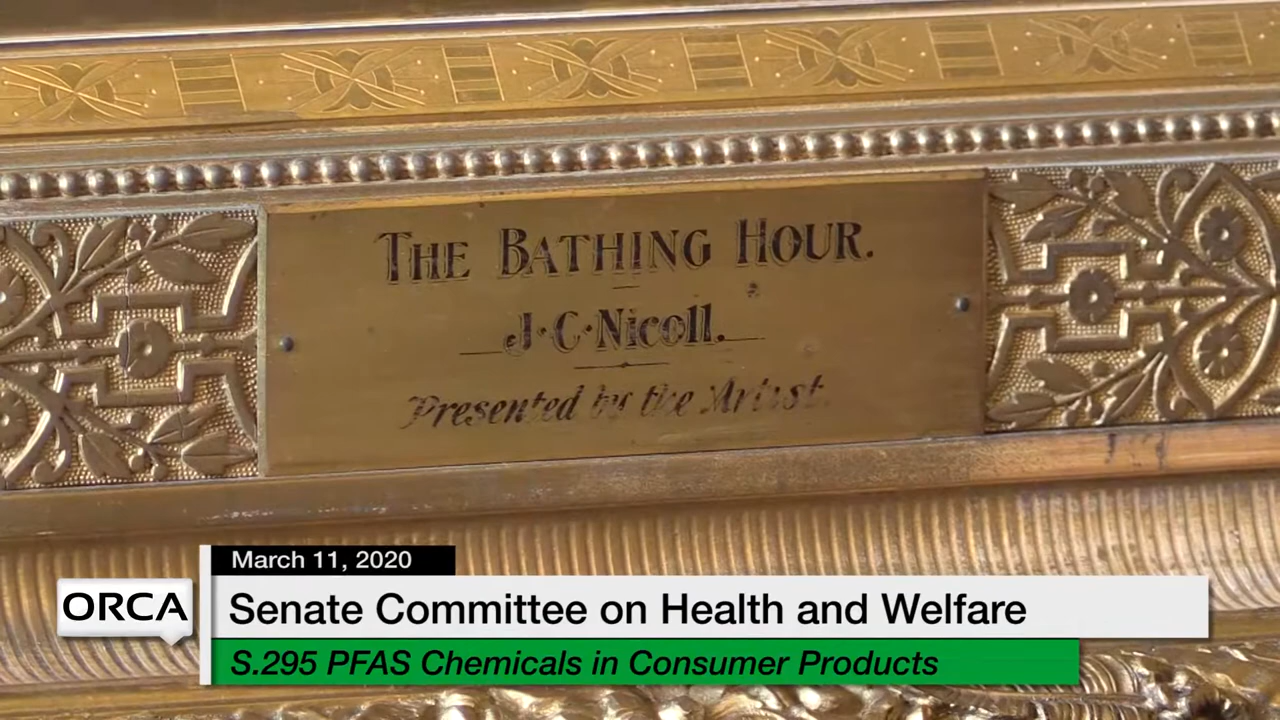 THE BATHING HOUR.
J·C·Nicoll.
Presented by the Artist.
March 11, 2020
ORCA
Senate Committee on Health and Welfare
S.295 PFAS Chemicals in Consumer Products